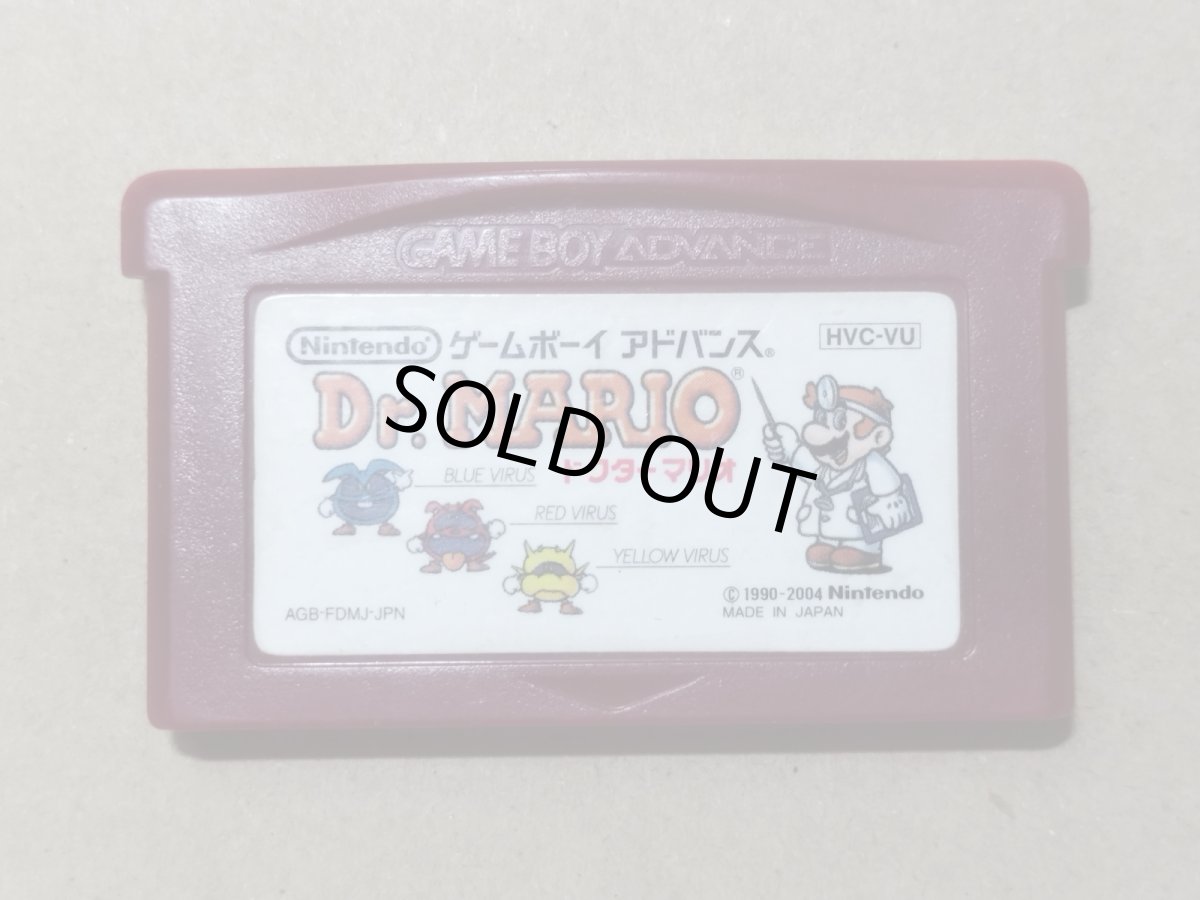 GAME BOY ADVANCE
Nintendo® ゲームボーイ アドバンス® HVC-VU
Dr. MARIO®
ドクターマリオ
SOLD OUT
BLUE VIRUS
RED VIRUS
YELLOW VIRUS
© 1990-2004 Nintendo
AGB-FDMJ-JPN
MADE IN JAPAN